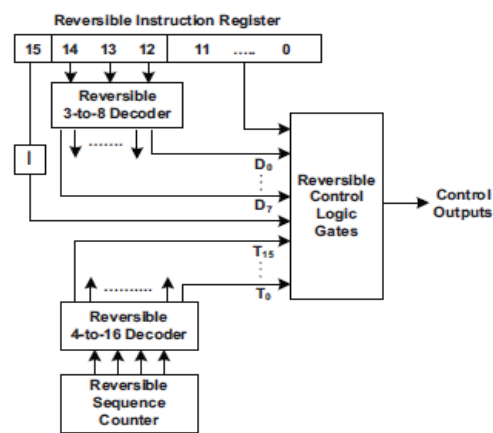 Reversible Instruction Register
15 14 13 12 11 ..... 0
Reversible
3-to-8 Decoder
.......
I
D0
D7
Reversible
Control
Logic
Gates
Control
Outputs
T15
T0
..........
Reversible
4-to-16 Decoder
Reversible
Sequence
Counter